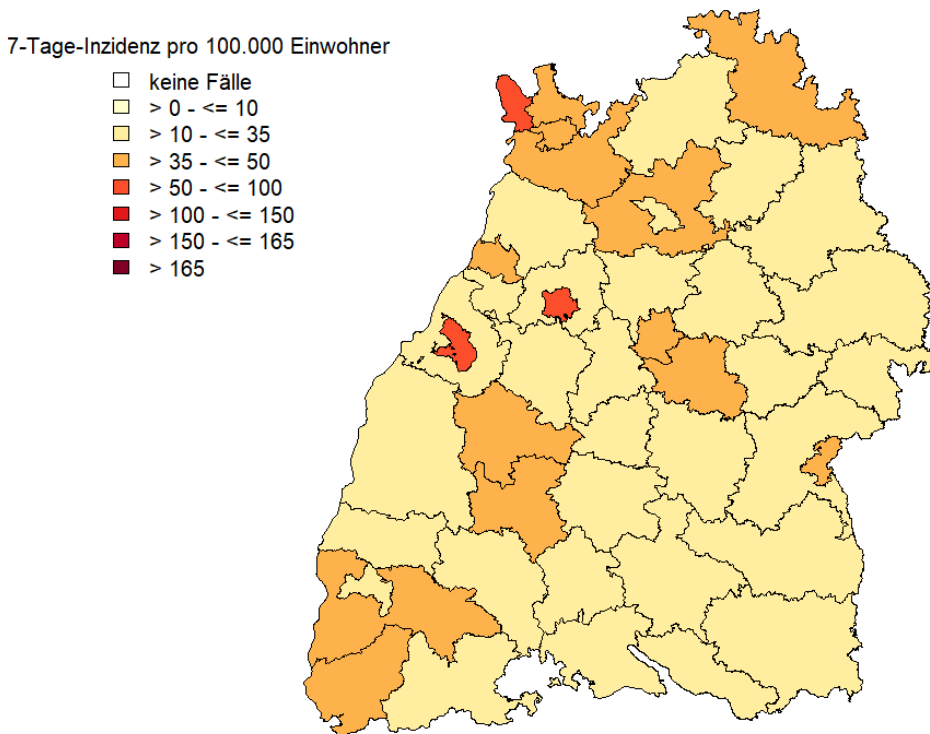 7-Tage-Inzidenz pro 100.000 Einwohner
keine Fälle
> 0 - <= 10
> 10 - <= 35
> 35 - <= 50
> 50 - <= 100
> 100 - <= 150
> 150 - <= 165
> 165